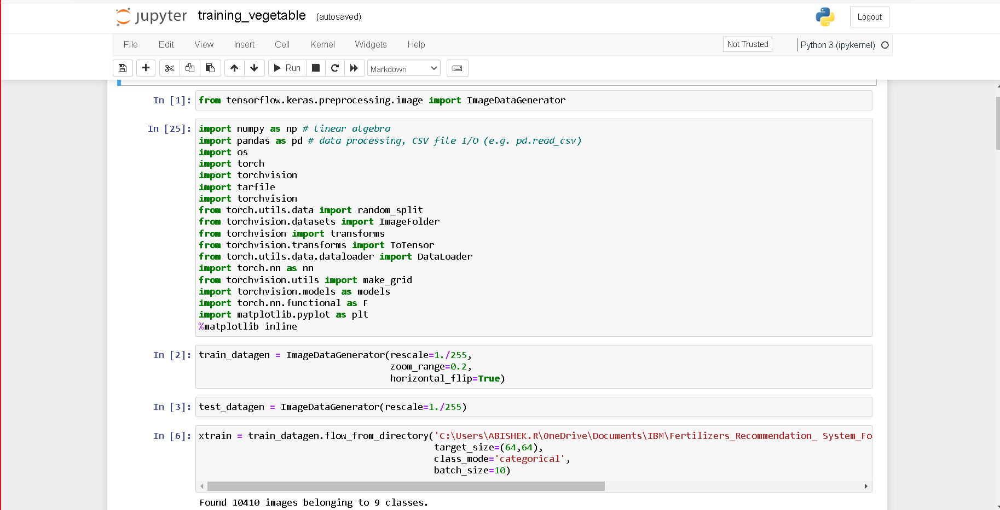 jupyter training_vegetable (autosaved) Logout
File Edit View Insert Cell Kernel Widgets Help Not Trusted Python 3 (ipykernel)
Run Markdown
In [1]: from tensorflow.keras.preprocessing.image import ImageDataGenerator
In [25]: import numpy as np # linear algebra
import pandas as pd # data processing, CSV file I/O (e.g. pd.read_csv)
import os
import torch
import torchvision
import tarfile
import torchvision
from torch.utils.data import random_split
from torchvision.datasets import ImageFolder
from torchvision import transforms
from torchvision.transforms import ToTensor
from torch.utils.data.dataloader import DataLoader
import torch.nn as nn
from torchvision.utils import make_grid
import torchvision.models as models
import torch.nn.functional as F
import matplotlib.pyplot as plt
%matplotlib inline
In [2]: train_datagen = ImageDataGenerator(rescale=1./255,
zoom_range=0.2,
horizontal_flip=True)
In [3]: test_datagen = ImageDataGenerator(rescale=1./255)
In [6]: xtrain = train_datagen.flow_from_directory('C:\Users\ABISHEK.R\OneDrive\Documents\IBM\Fertilizers_Recommendation_ System_Fo
target_size=(64,64),
class_mode='categorical',
batch_size=10)
Found 10410 images belonging to 9 classes.